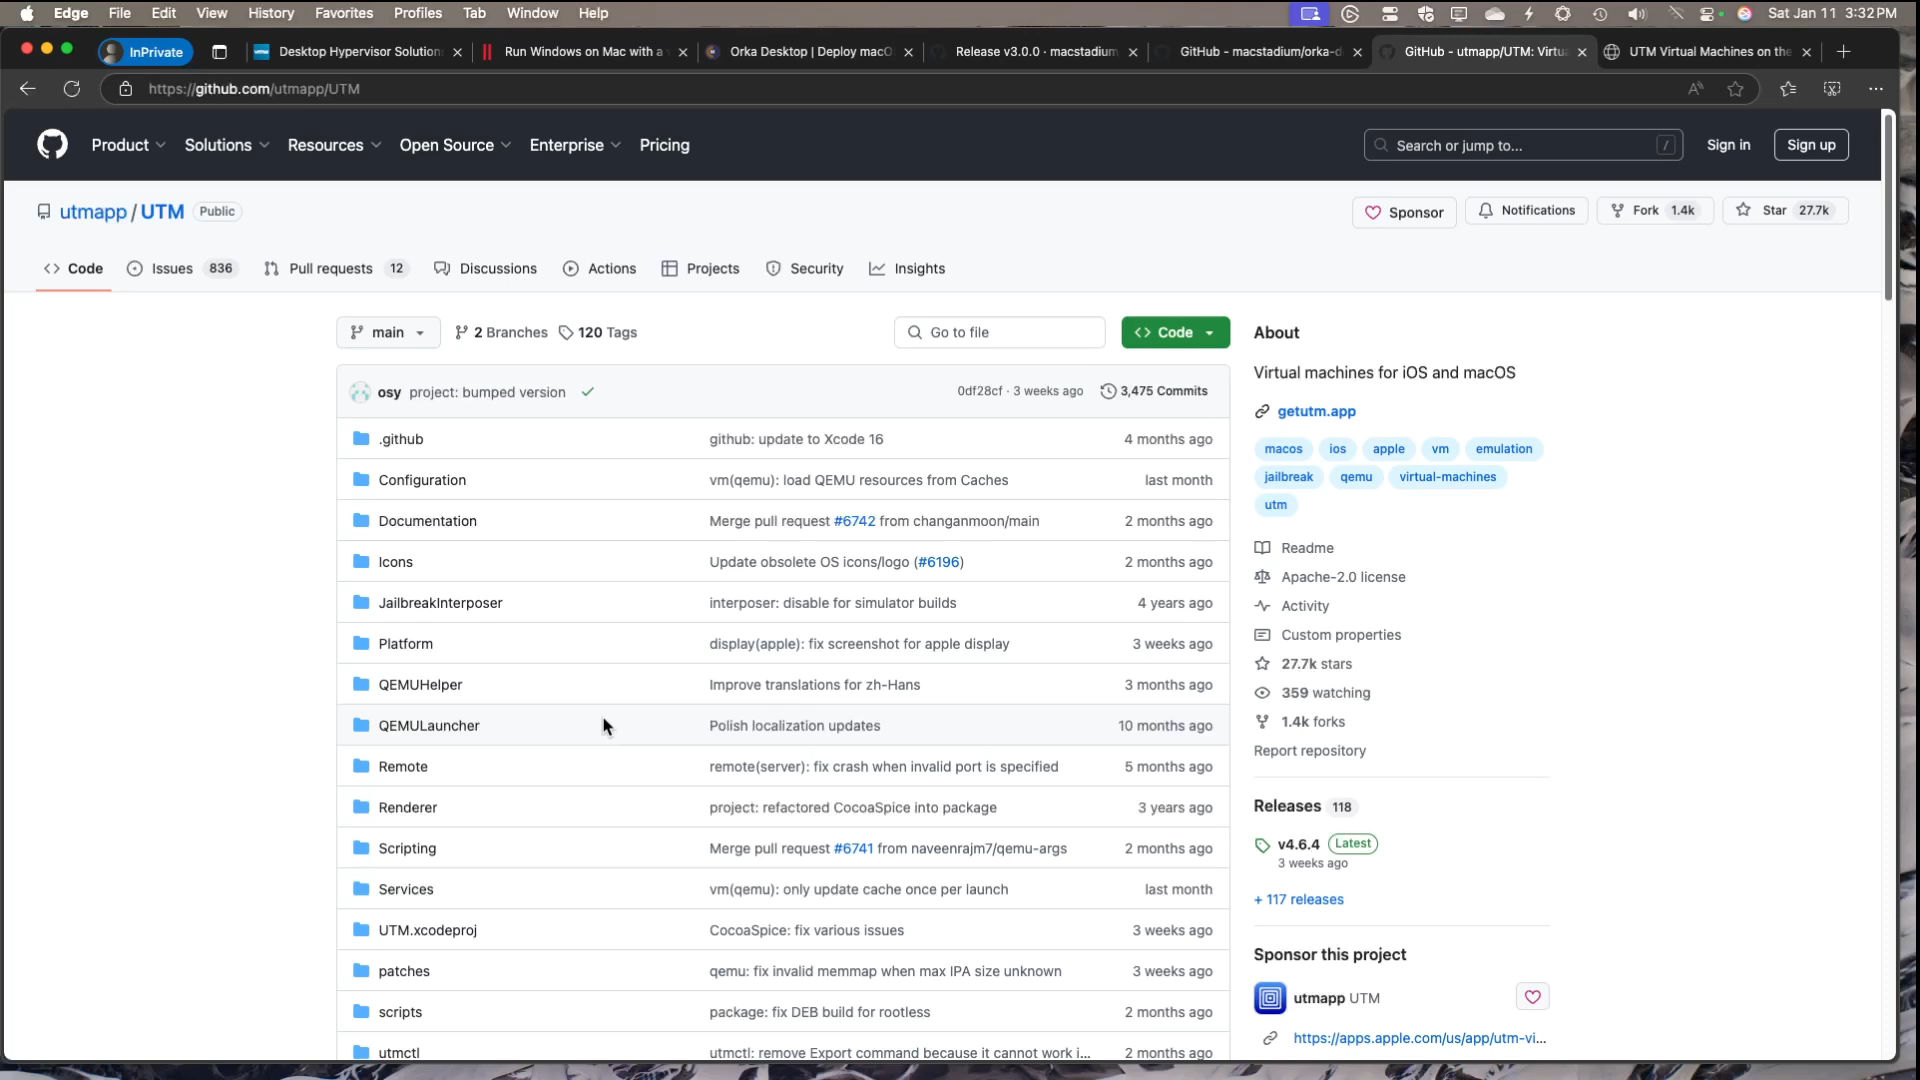 Edge File Edit View History Favorites Profiles Tab Window Help Sat Jan 11 3:32 PM
InPrivate Desktop Hypervisor Solution Run Windows on Mac with a Orka Desktop | Deploy macO Release v3.0.0 · macstadium GitHub - macstadium/orka-d GitHub - utmapp/UTM: Virtu UTM Virtual Machines on the
https://github.com/utmapp/UTM
Product Solutions Resources Open Source Enterprise Pricing Search or jump to... / Sign in Sign up
utmapp / UTM Public Sponsor Notifications Fork 1.4k Star 27.7k
Code Issues 836 Pull requests 12 Discussions Actions Projects Security Insights
main 2 Branches 120 Tags Go to file Code
osy project: bumped version 0df28cf · 3 weeks ago 3,475 Commits
.github github: update to Xcode 16 4 months ago
Configuration vm(qemu): load QEMU resources from Caches last month
Documentation Merge pull request #6742 from changanmoon/main 2 months ago
Icons Update obsolete OS icons/logo (#6196) 2 months ago
JailbreakInterposer interposer: disable for simulator builds 4 years ago
Platform display(apple): fix screenshot for apple display 3 weeks ago
QEMUHelper Improve translations for zh-Hans 3 months ago
QEMULauncher Polish localization updates 10 months ago
Remote remote(server): fix crash when invalid port is specified 5 months ago
Renderer project: refactored CocoaSpice into package 3 years ago
Scripting Merge pull request #6741 from naveenrajm7/qemu-args 2 months ago
Services vm(qemu): only update cache once per launch last month
UTM.xcodeproj CocoaSpice: fix various issues 3 weeks ago
patches qemu: fix invalid memmap when max IPA size unknown 3 weeks ago
scripts package: fix DEB build for rootless 2 months ago
utmctl utmctl: remove Export command because it cannot work i... 2 months ago
About
Virtual machines for iOS and macOS
getutm.app
macos ios apple vm emulation
jailbreak qemu virtual-machines
utm
Readme
Apache-2.0 license
Activity
Custom properties
27.7k stars
359 watching
1.4k forks
Report repository
Releases 118
v4.6.4 Latest
3 weeks ago
+ 117 releases
Sponsor this project
utmapp UTM
https://apps.apple.com/us/app/utm-vi...